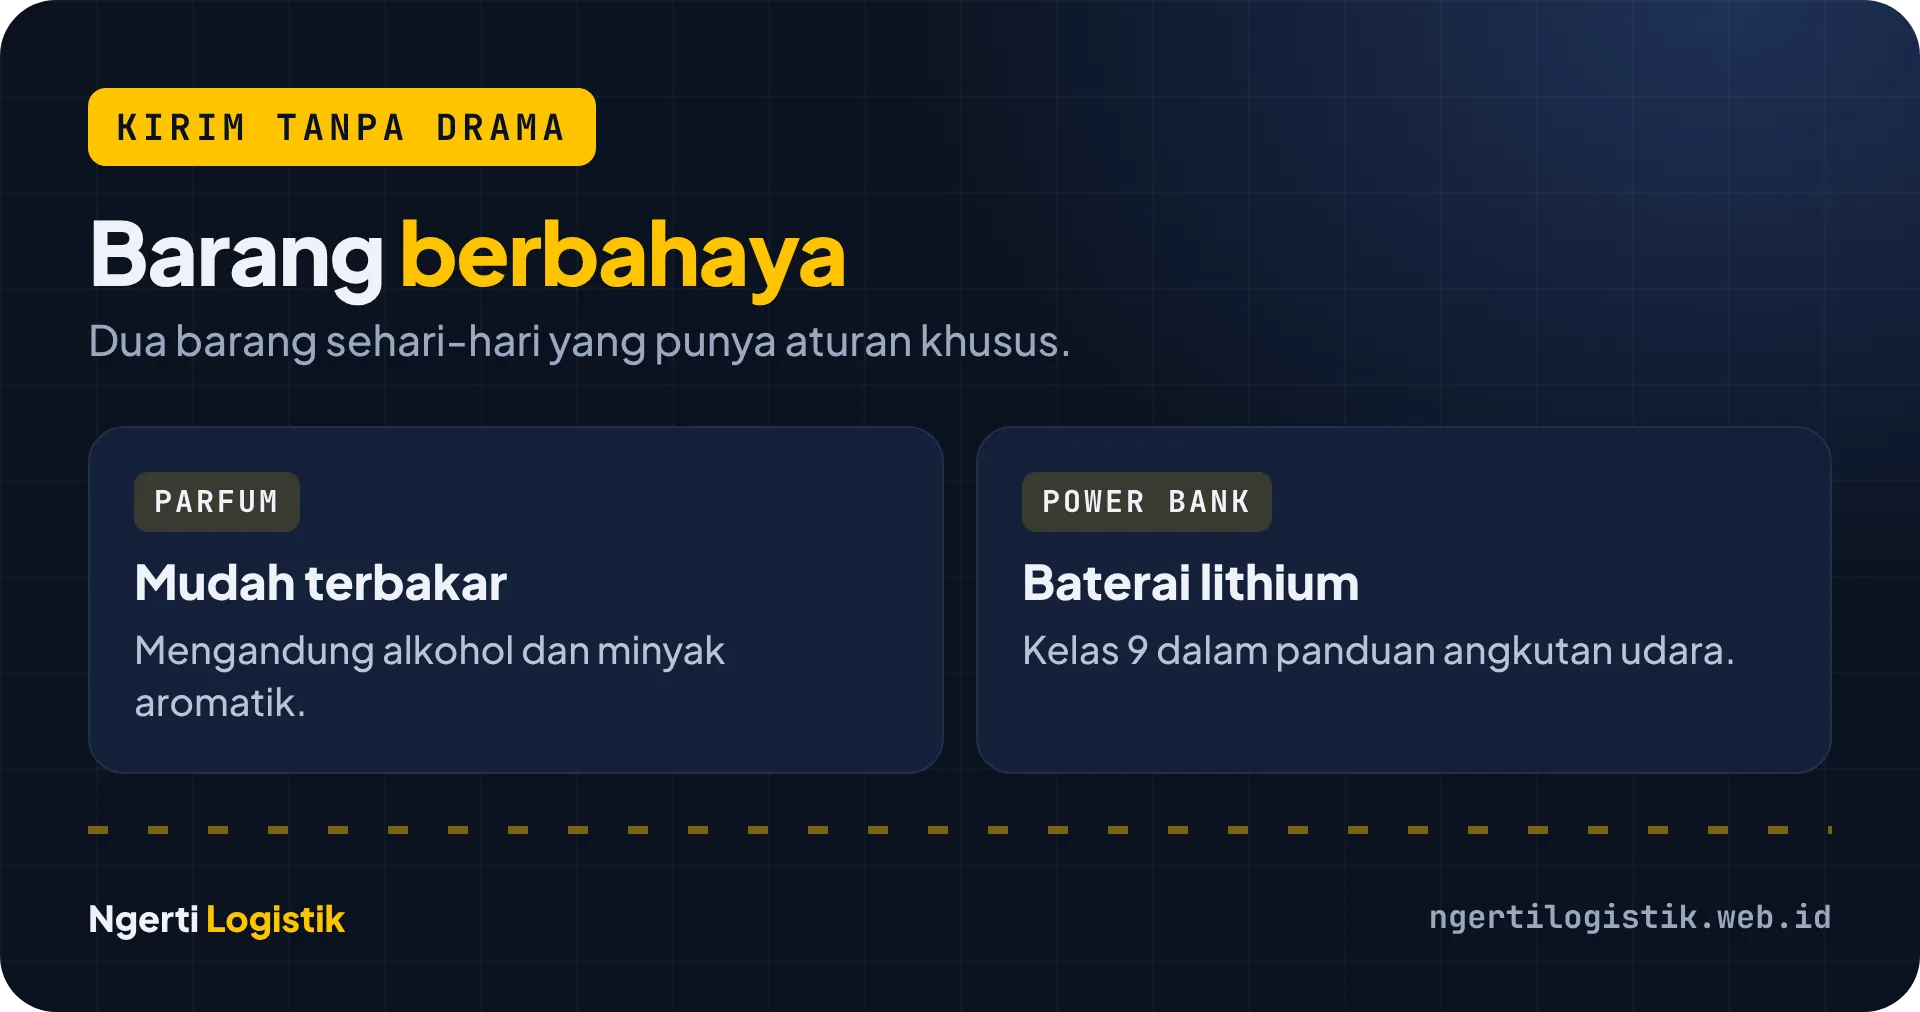 KIRIM TANPA DRAMA
Barang berbahaya
Dua barang sehari-hari yang punya aturan khusus.
PARFUM
Mudah terbakar
Mengandung alkohol dan minyak
aromatik.
POWER BANK
Baterai lithium
Kelas 9 dalam panduan angkutan udara.
Ngerti Logistik
ngertilogistik.web.id